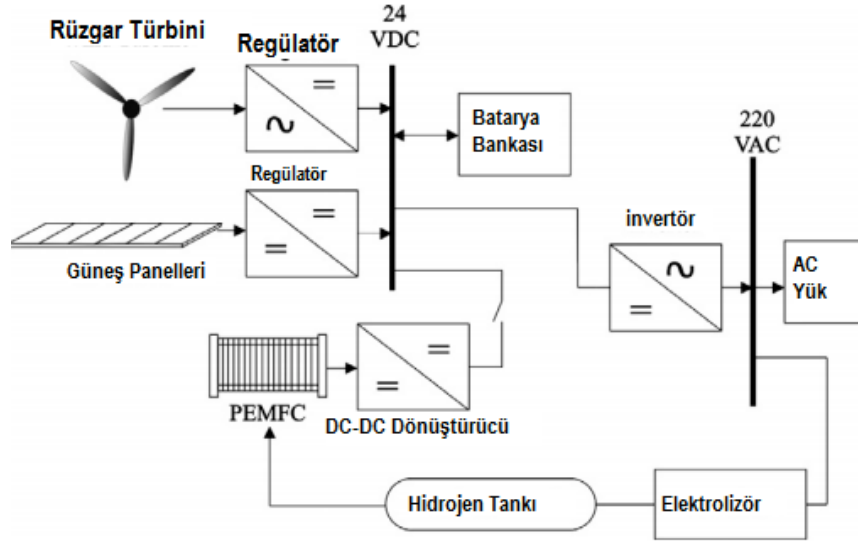 Rüzgar Türbini
Regülatör
24
VDC
Batarya
Bankası
220
VAC
Regülatör
Güneş Panelleri
invertör
AC
Yük
PEMFC
DC-DC Dönüştürücü
Hidrojen Tankı
Elektrolizör